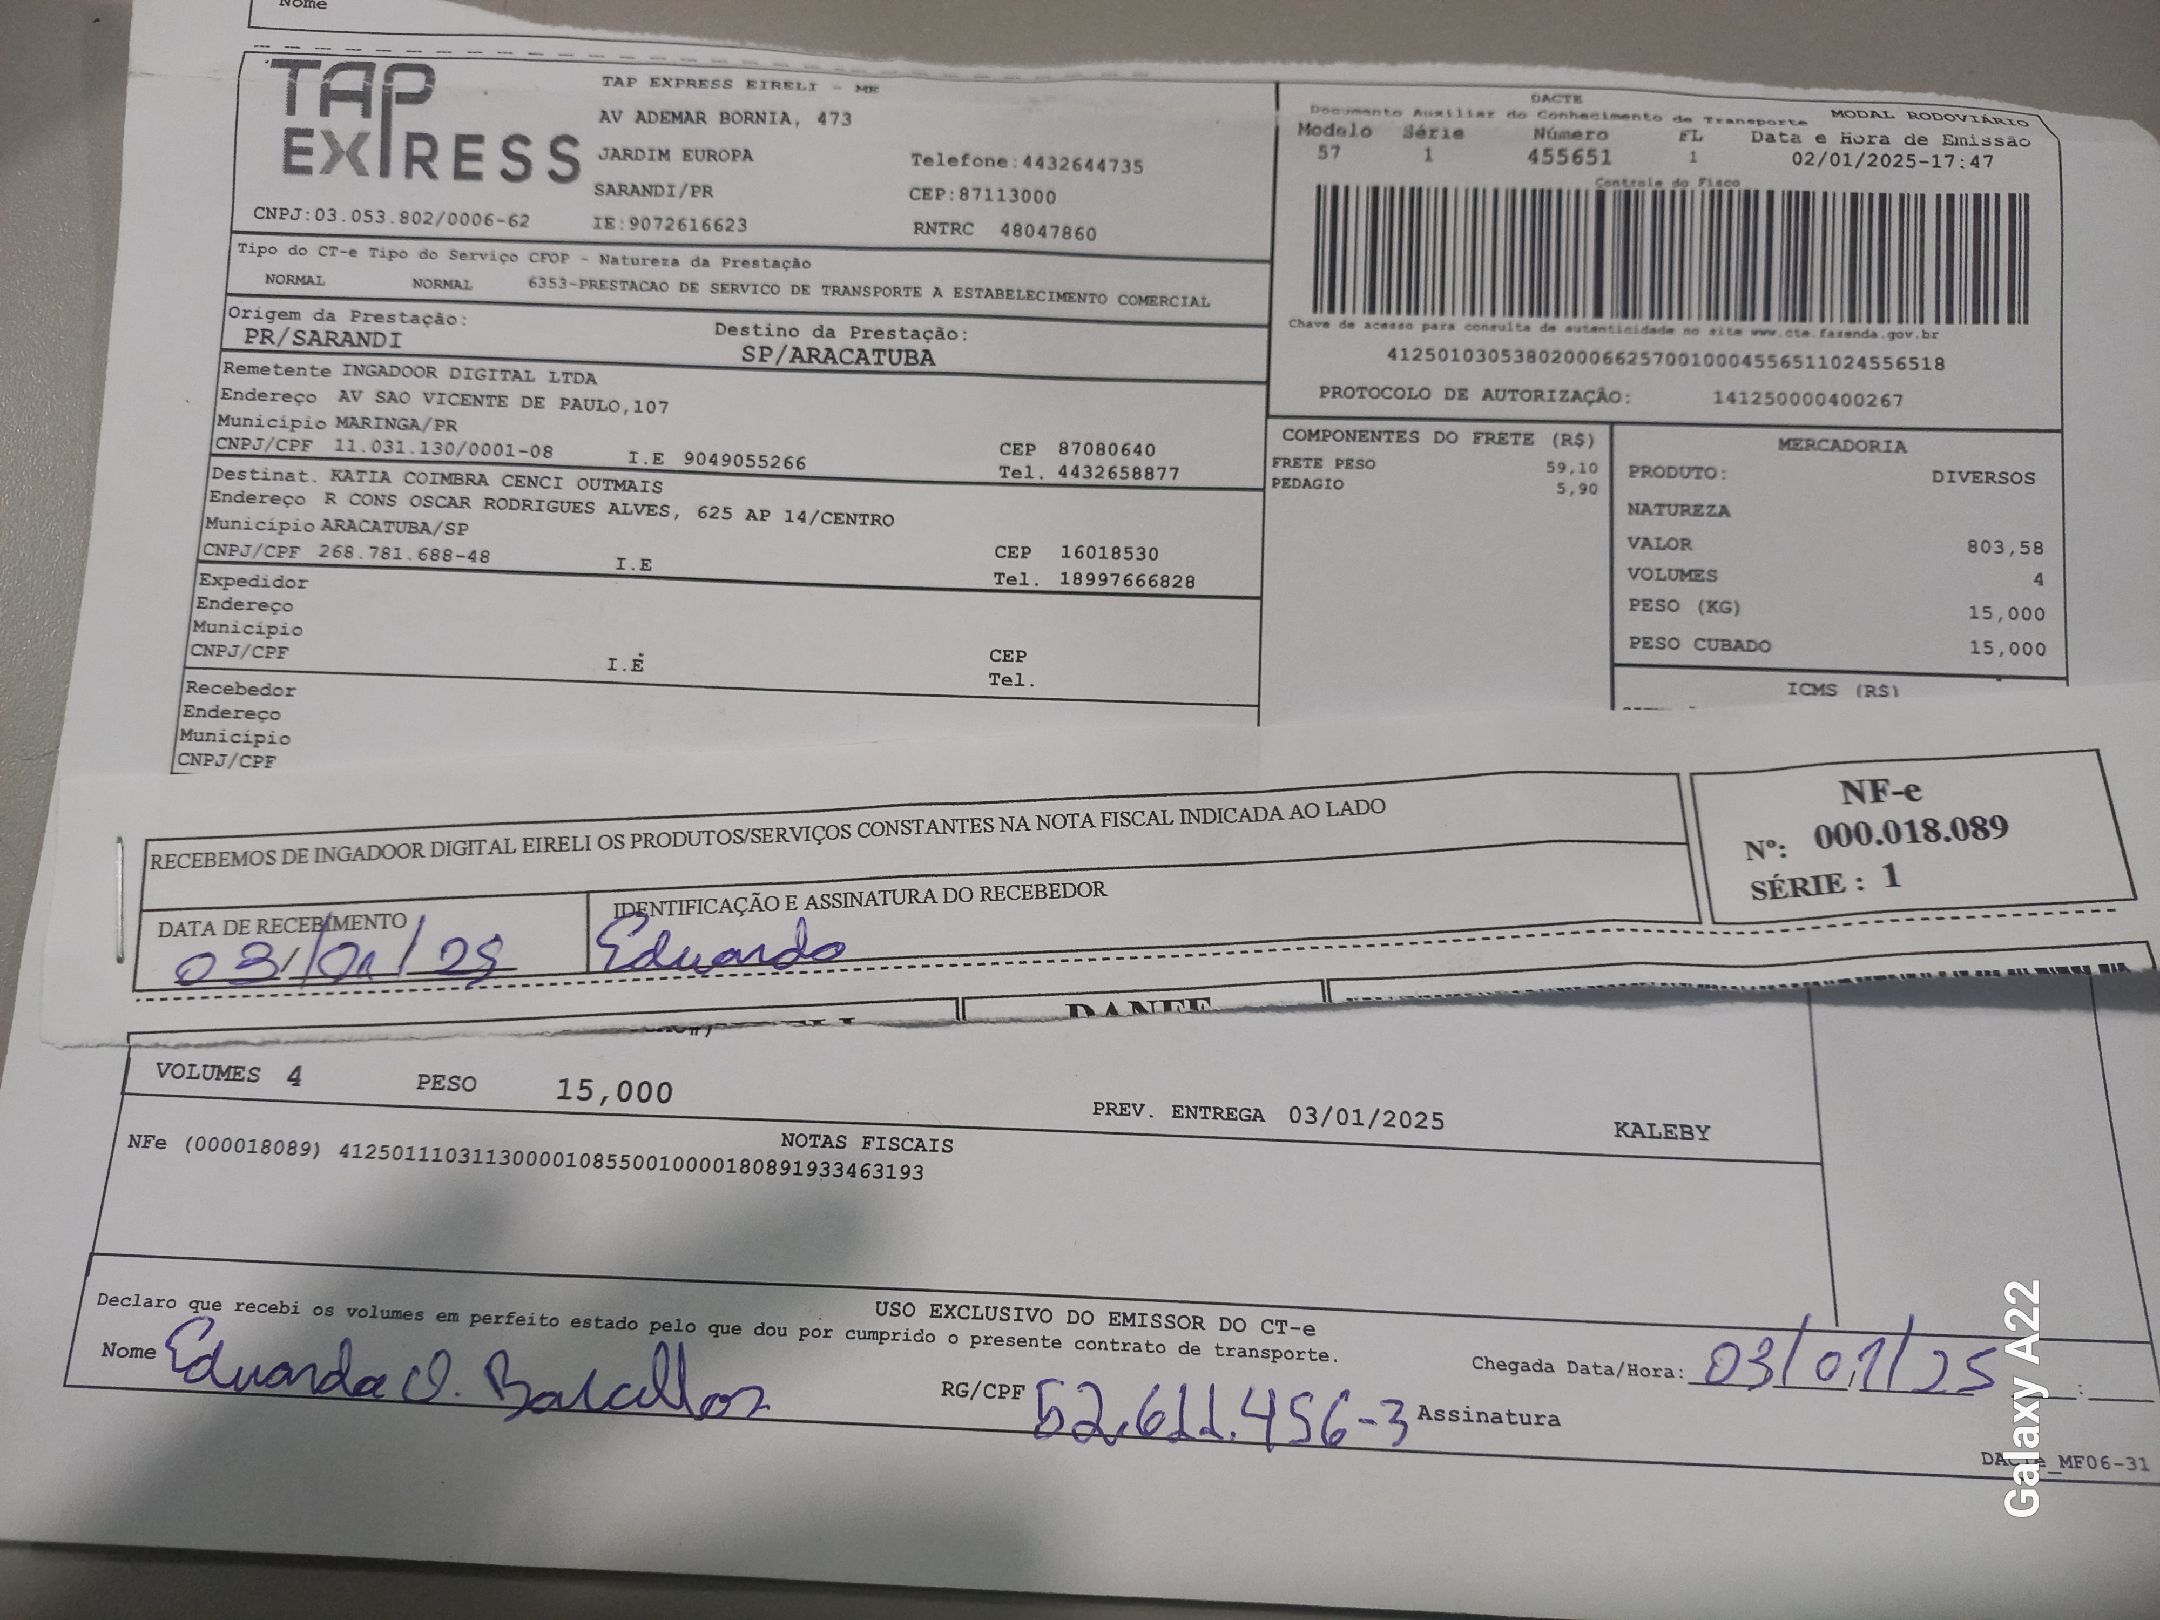 Nome
TAP EXPRESS
TAP EXPRESS EIRELI - ME
AV ADEMAR BORNIA, 473
JARDIM EUROPA Telefone:4432644735
SARANDI/PR CEP:87113000
CNPJ:03.053.802/0006-62 IE:9072616623 RNTRC 48047860
DACTE
Documento Auxiliar do Conhecimento de Transporte MODAL RODOVIÁRIO
Modelo Série Número FL Data e Hora de Emissão
57 1 455651 1 02/01/2025-17:47
Controle do Fisco
Chave de acesso para consulta de autenticidade no site www.cte.fazenda.gov.br
41250103053802000662570010004556511024556518
PROTOCOLO DE AUTORIZAÇÃO: 141250000400267
Tipo do CT-e Tipo do Serviço CFOP - Natureza da Prestação
NORMAL NORMAL 6353-PRESTACAO DE SERVICO DE TRANSPORTE A ESTABELECIMENTO COMERCIAL
Origem da Prestação: Destino da Prestação:
PR/SARANDI SP/ARACATUBA
Remetente INGADOOR DIGITAL LTDA
Endereço AV SAO VICENTE DE PAULO,107
Município MARINGA/PR CEP 87080640
CNPJ/CPF 11.031.130/0001-08 I.E 9049055266 Tel. 4432658877
Destinat. KATIA COIMBRA CENCI OUTMAIS
Endereço R CONS OSCAR RODRIGUES ALVES, 625 AP 14/CENTRO
Município ARACATUBA/SP CEP 16018530
CNPJ/CPF 268.781.688-48 I.E Tel. 18997666828
Expedidor
Endereço
Município CEP
CNPJ/CPF I.E Tel.
Recebedor
Endereço
Município
CNPJ/CPF
COMPONENTES DO FRETE (R$)
FRETE PESO 59,10
PEDAGIO 5,90
MERCADORIA
PRODUTO: DIVERSOS
NATUREZA
VALOR 803,58
VOLUMES 4
PESO (KG) 15,000
PESO CUBADO 15,000
ICMS (R$)
RECEBEMOS DE INGADOOR DIGITAL EIRELI OS PRODUTOS/SERVIÇOS CONSTANTES NA NOTA FISCAL INDICADA AO LADO
DATA DE RECEBIMENTO IDENTIFICAÇÃO E ASSINATURA DO RECEBEDOR
03/01/25 Eduardo
NF-e
Nº: 000.018.089
SÉRIE : 1
DANFE
VOLUMES 4 PESO 15,000 PREV. ENTREGA 03/01/2025 KALEBY
NOTAS FISCAIS
NFe (000018089) 41250111031130000108550010000180891933463193
USO EXCLUSIVO DO EMISSOR DO CT-e
Declaro que recebi os volumes em perfeito estado pelo que dou por cumprido o presente contrato de transporte.
Nome Eduarda O. RG/CPF 52.611.456-3 Assinatura Chegada Data/Hora: 03/01/25 :
Galaxy A22